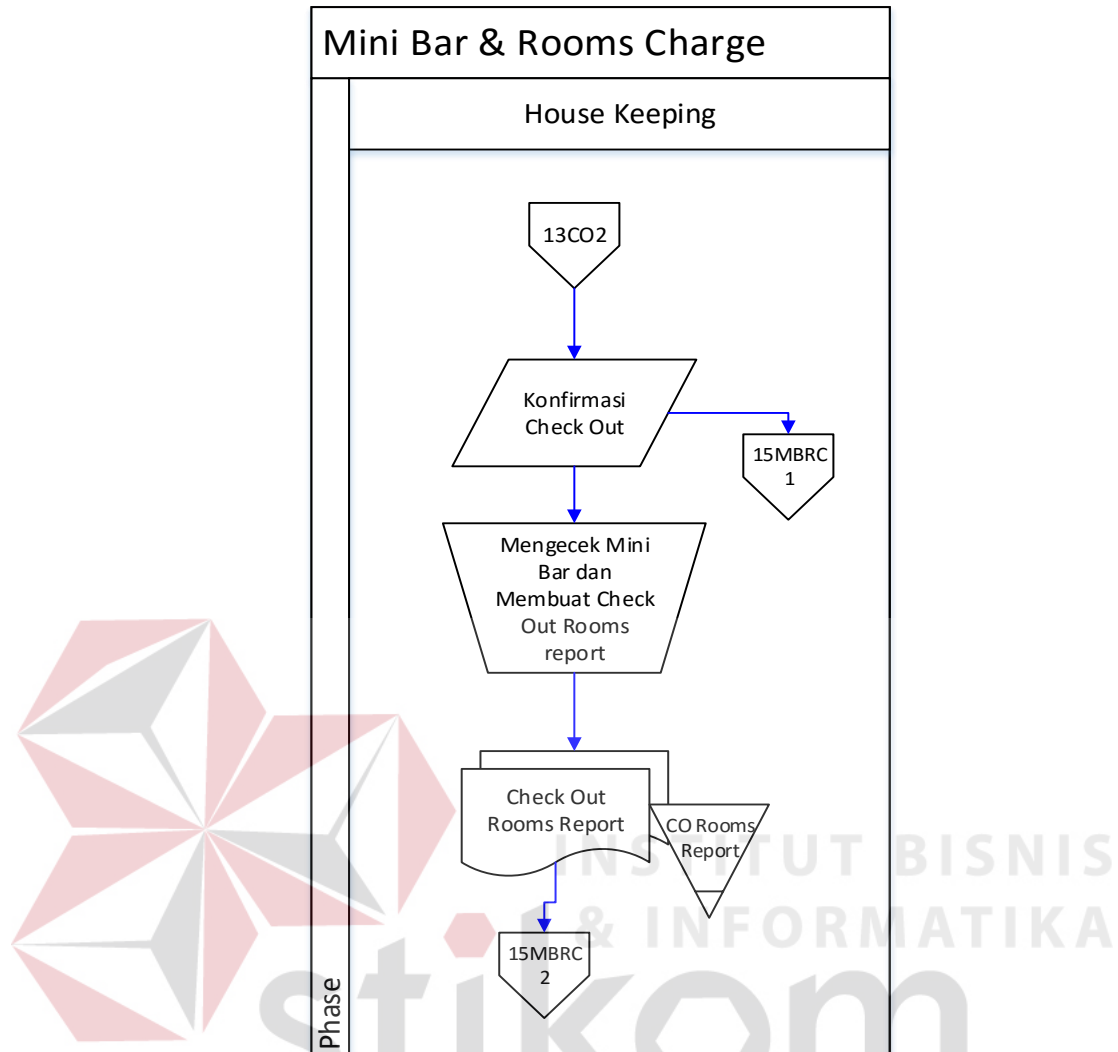 Mini Bar & Rooms Charge
House Keeping
13CO2
Konfirmasi
Check Out
15MBRC
1
Mengecek Mini
Bar dan
Membuat Check
Out Rooms
report
Check Out
Rooms Report
CO Rooms
Report
15MBRC
2
Phase
INSTITUT BISNIS
& INFORMATIKA
stikom